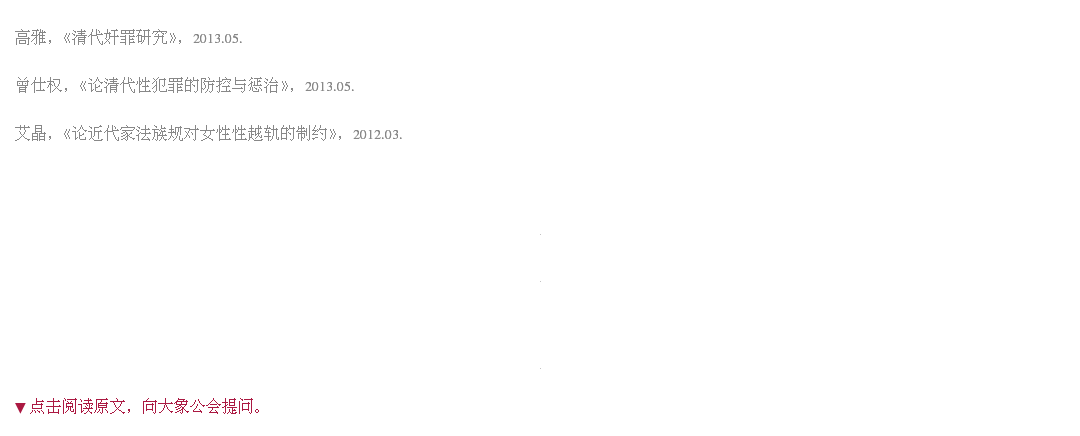 高雅，《清代奸罪研究》，2013.05.
曾仕权，《论清代性犯罪的防控与惩治》，2013.05.
艾晶，《论近代家法族规对女性性越轨的制约》，2012.03.
▼点击阅读原文，向大象公会提问。